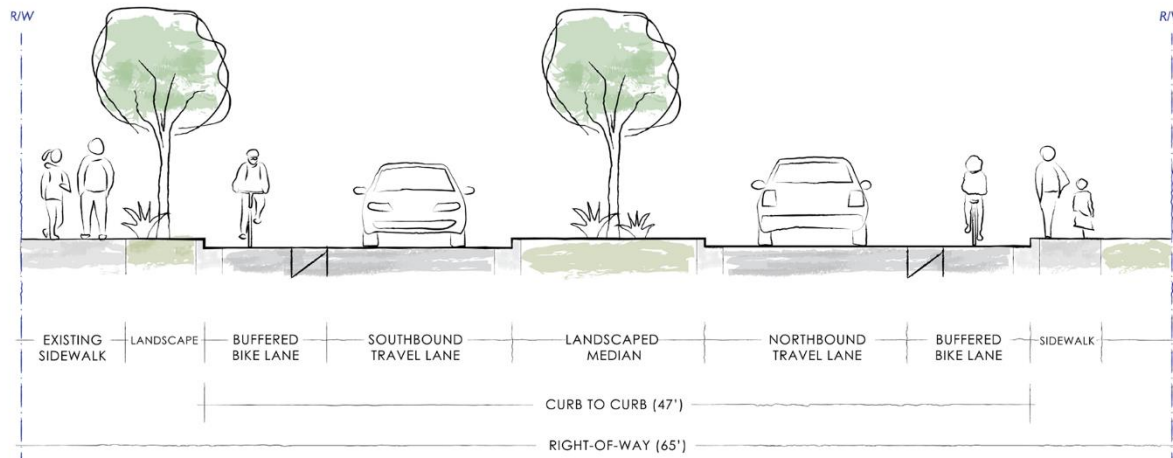 R/W
R/W
EXISTING
SIDEWALK
LANDSCAPE
BUFFERED
BIKE LANE
SOUTHBOUND
TRAVEL LANE
LANDSCAPED
MEDIAN
NORTHBOUND
TRAVEL LANE
BUFFERED
BIKE LANE
SIDEWALK
CURB TO CURB (47')
RIGHT-OF-WAY (65')